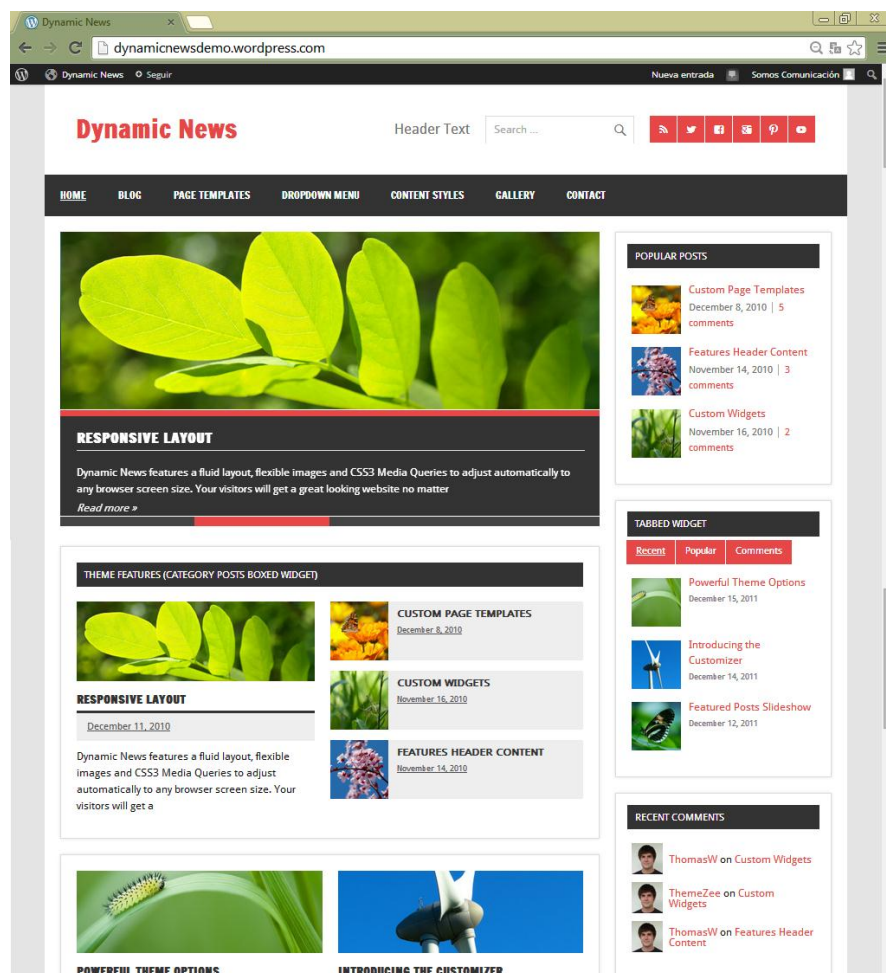 Dynamic News
dynamicnewsdemo.wordpress.com
Dynamic News Seguir Nueva entrada Somos Comunicación
Dynamic News
Header Text
Search ...
HOME BLOG PAGE TEMPLATES DROPDOWN MENU CONTENT STYLES GALLERY CONTACT
RESPONSIVE LAYOUT
Dynamic News features a fluid layout, flexible images and CSS3 Media Queries to adjust automatically to
any browser screen size. Your visitors will get a great looking website no matter
Read more »
THEME FEATURES (CATEGORY POSTS BOXED WIDGET)
RESPONSIVE LAYOUT
December 11, 2010
Dynamic News features a fluid layout, flexible
images and CSS3 Media Queries to adjust
automatically to any browser screen size. Your
visitors will get a
CUSTOM PAGE TEMPLATES
December 8, 2010
CUSTOM WIDGETS
November 16, 2010
FEATURES HEADER CONTENT
November 14, 2010
POWERFUL THEME OPTIONS
INTRODUCING THE CUSTOMIZER
POPULAR POSTS
Custom Page Templates
December 8, 2010 | 5
comments
Features Header Content
November 14, 2010 | 3
comments
Custom Widgets
November 16, 2010 | 2
comments
TABBED WIDGET
Recent Popular Comments
Powerful Theme Options
December 15, 2011
Introducing the
Customizer
December 14, 2011
Featured Posts Slideshow
December 12, 2011
RECENT COMMENTS
ThomasW on Custom Widgets
ThemeZee on Custom
Widgets
ThomasW on Features Header
Content